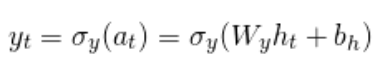 y_t = σ_y(a_t) = σ_y(W_y h_t + b_h)